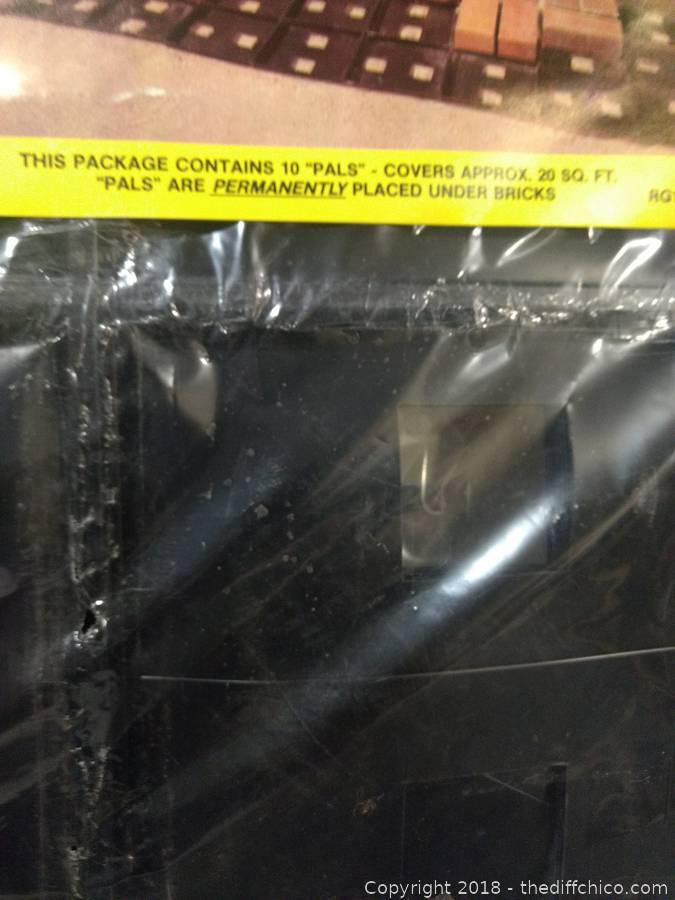 THIS PACKAGE CONTAINS 10 "PALS" - COVERS APPROX. 20 SQ. FT.
"PALS" ARE PERMANENTLY PLACED UNDER BRICKS
Copyright 2018 - thediffchico.com